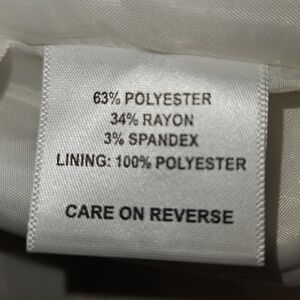 63% POLYESTER
34% RAYON
3% SPANDEX
LINING: 100% POLYESTER
CARE ON REVERSE